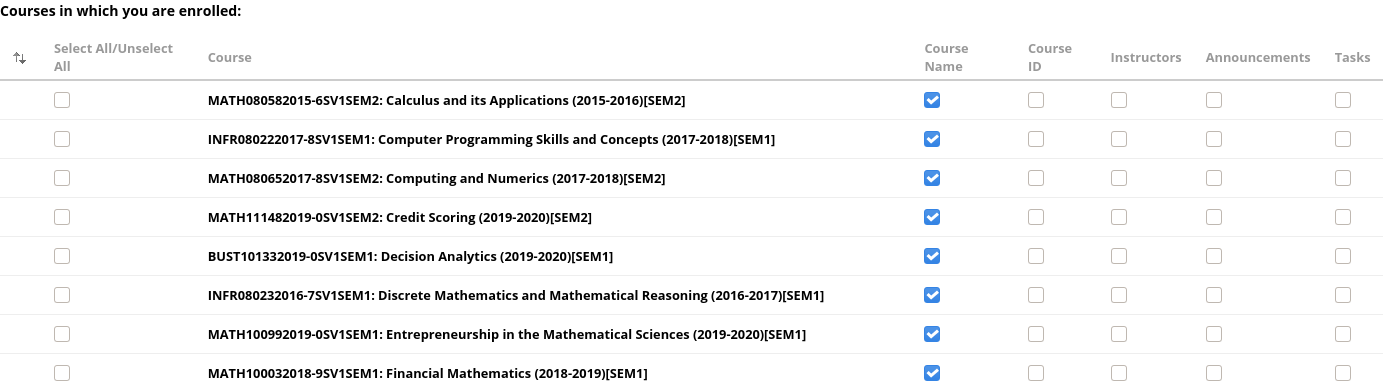 Courses in which you are enrolled:
Select All/Unselect All Course Course Name Course ID Instructors Announcements Tasks
MATH080582015-6SV1SEM2: Calculus and its Applications (2015-2016)[SEM2]
INFR080222017-8SV1SEM1: Computer Programming Skills and Concepts (2017-2018)[SEM1]
MATH080652017-8SV1SEM2: Computing and Numerics (2017-2018)[SEM2]
MATH111482019-0SV1SEM2: Credit Scoring (2019-2020)[SEM2]
BUST101332019-0SV1SEM1: Decision Analytics (2019-2020)[SEM1]
INFR080232016-7SV1SEM1: Discrete Mathematics and Mathematical Reasoning (2016-2017)[SEM1]
MATH100992019-0SV1SEM1: Entrepreneurship in the Mathematical Sciences (2019-2020)[SEM1]
MATH100032018-9SV1SEM1: Financial Mathematics (2018-2019)[SEM1]